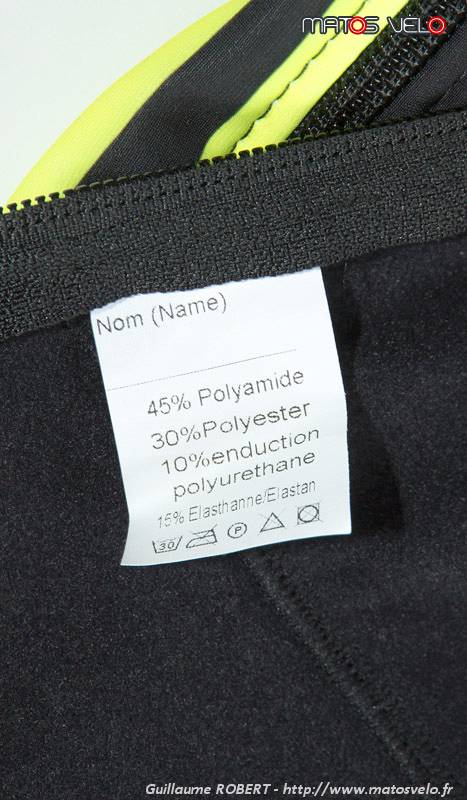 MATOS VELO
Nom (Name)
45% Polyamide
30%Polyester
10%enduction
polyurethane
15% Elasthanne/Elastan
30 P
Guillaume ROBERT - http://www.matosvelo.fr